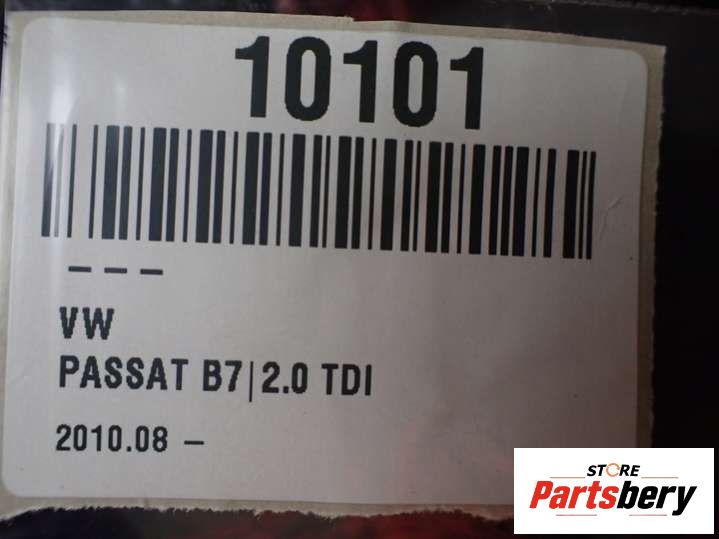 10101
---
VW
PASSAT B7|2.0 TDI
2010.08 –
STORE
Partsbery